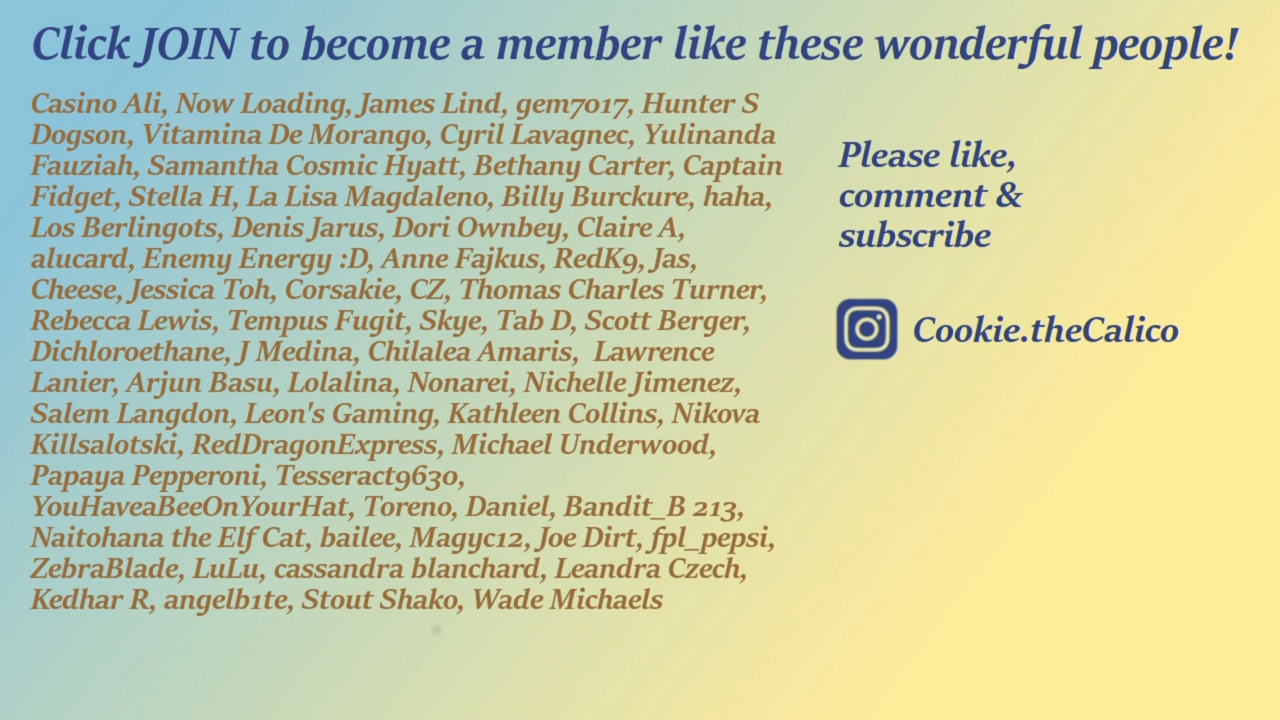 Click JOIN to become a member like these wonderful people!
Casino Ali, Now Loading, James Lind, gem7017, Hunter S
Dogson, Vitamina De Morango, Cyril Lavagnec, Yulinanda
Fauziah, Samantha Cosmic Hyatt, Bethany Carter, Captain
Fidget, Stella H, La Lisa Magdaleno, Billy Burckure, haha,
Los Berlingots, Denis Jarus, Dori Ownbey, Claire A,
alucard, Enemy Energy :D, Anne Fajkus, RedK9, Jas,
Cheese, Jessica Toh, Corsakie, CZ, Thomas Charles Turner,
Rebecca Lewis, Tempus Fugit, Skye, Tab D, Scott Berger,
Dichloroethane, J Medina, Chilalea Amaris,  Lawrence
Lanier, Arjun Basu, Lolalina, Nonarei, Nichelle Jimenez,
Salem Langdon, Leon's Gaming, Kathleen Collins, Nikova
Killsalotski, RedDragonExpress, Michael Underwood,
Papaya Pepperoni, Tesseract9630,
YouHaveaBeeOnYourHat, Toreno, Daniel, Bandit_B 213,
Naitohana the Elf Cat, bailee, Magyc12, Joe Dirt, fpl_pepsi,
ZebraBlade, LuLu, cassandra blanchard, Leandra Czech,
Kedhar R, angelb1te, Stout Shako, Wade Michaels
Please like,
comment &
subscribe
Cookie.theCalico